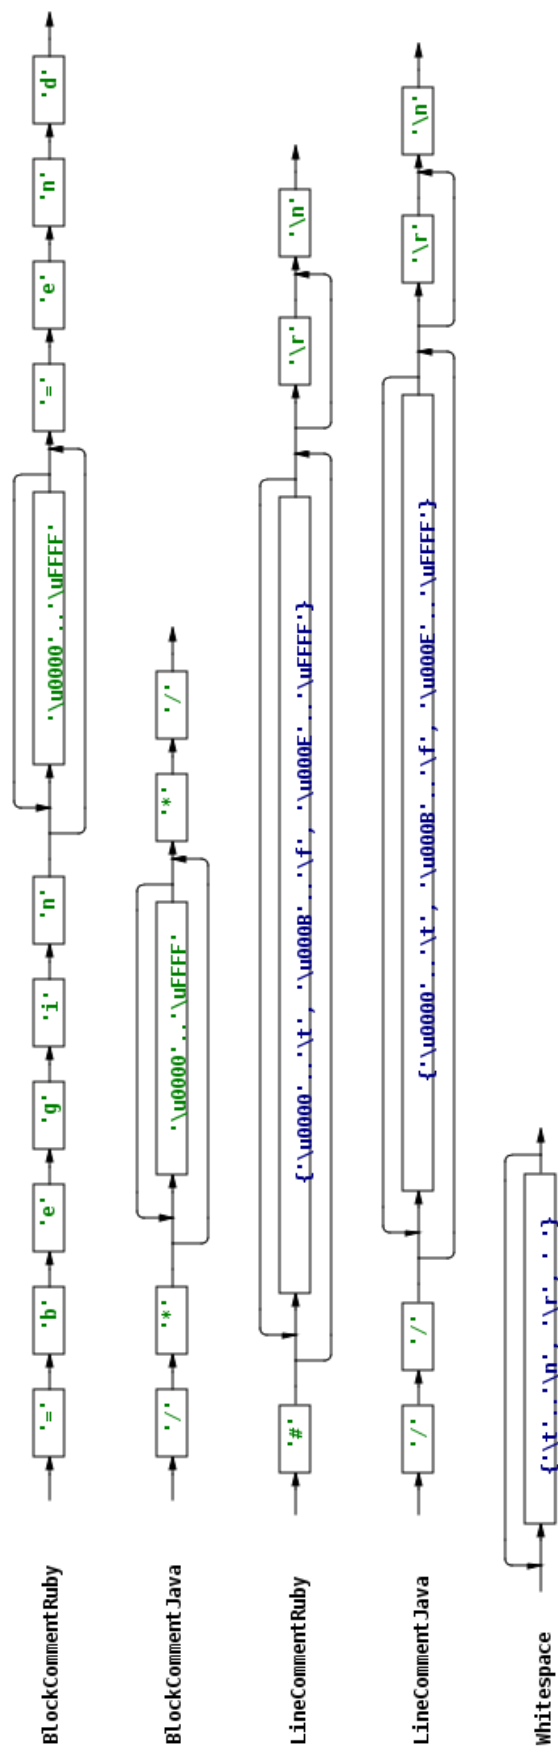 BlockCommentRuby '=' 'b' 'e' 'g' 'i' 'n' '\u0000'..'\uFFFF' '=' 'e' 'n' 'd'
BlockCommentJava '/' '*' '\u0000'..'\uFFFF' '*' '/'
LineCommentRuby '#' {'\u0000'..'\t', '\u000B'..'\f', '\u000E'..'\uFFFF'} '\r' '\n'
LineCommentJava '/' '/' {'\u0000'..'\t', '\u000B'..'\f', '\u000E'..'\uFFFF'} '\r' '\n'
Whitespace {'\t'..'\n', '\r', ' '}